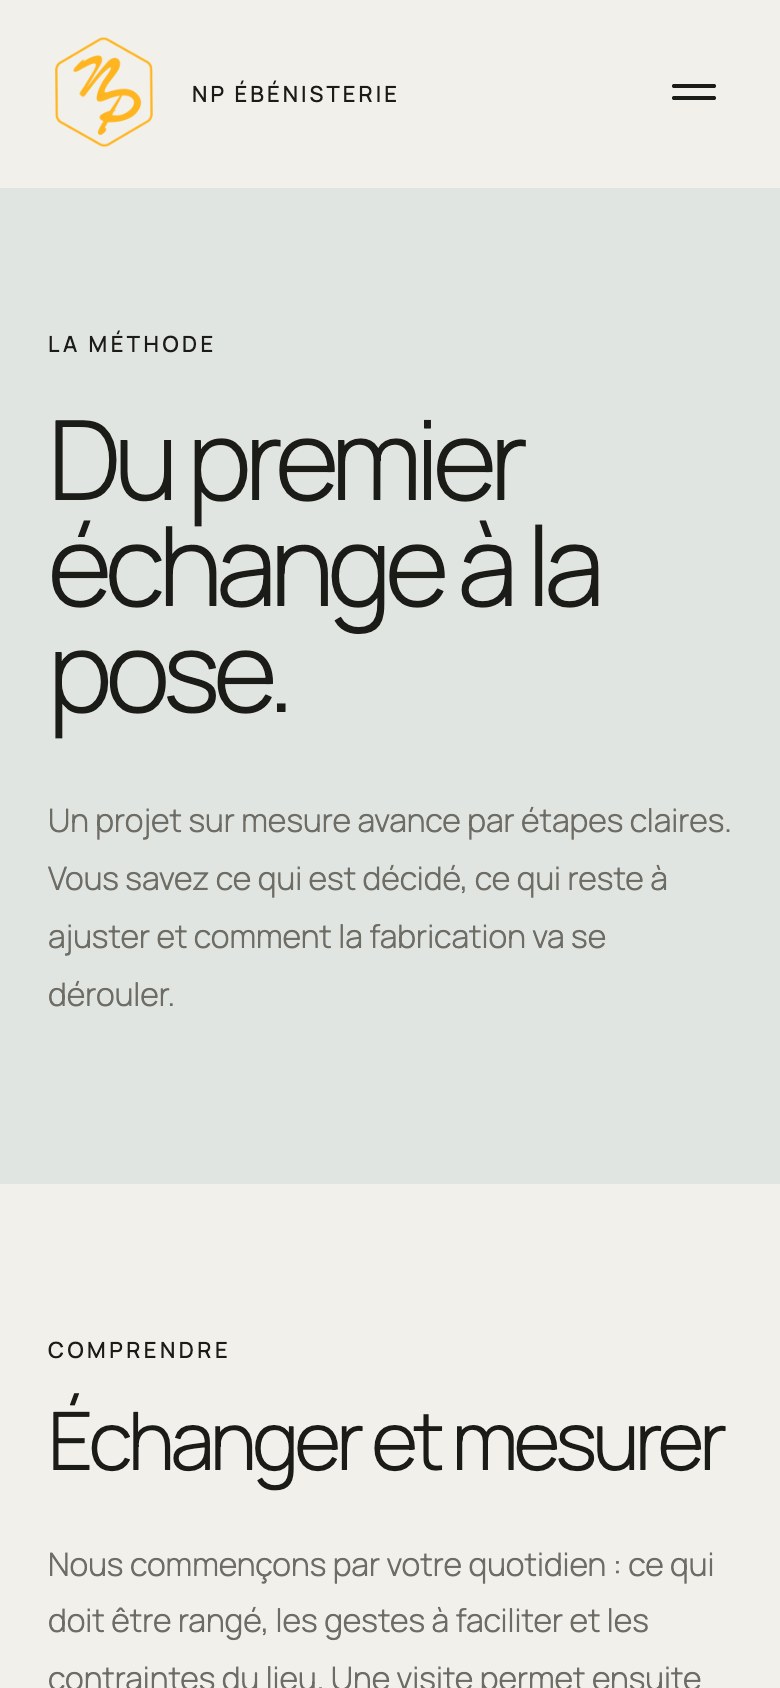 NP
NP ÉBÉNISTERIE
LA MÉTHODE
Du premier
échange à la
pose.
Un projet sur mesure avance par étapes claires.
Vous savez ce qui est décidé, ce qui reste à
ajuster et comment la fabrication va se
dérouler.
COMPRENDRE
Échanger et mesurer
Nous commençons par votre quotidien : ce qui
doit être rangé, les gestes à faciliter et les
contraintes du lieu. Une visite permet ensuite